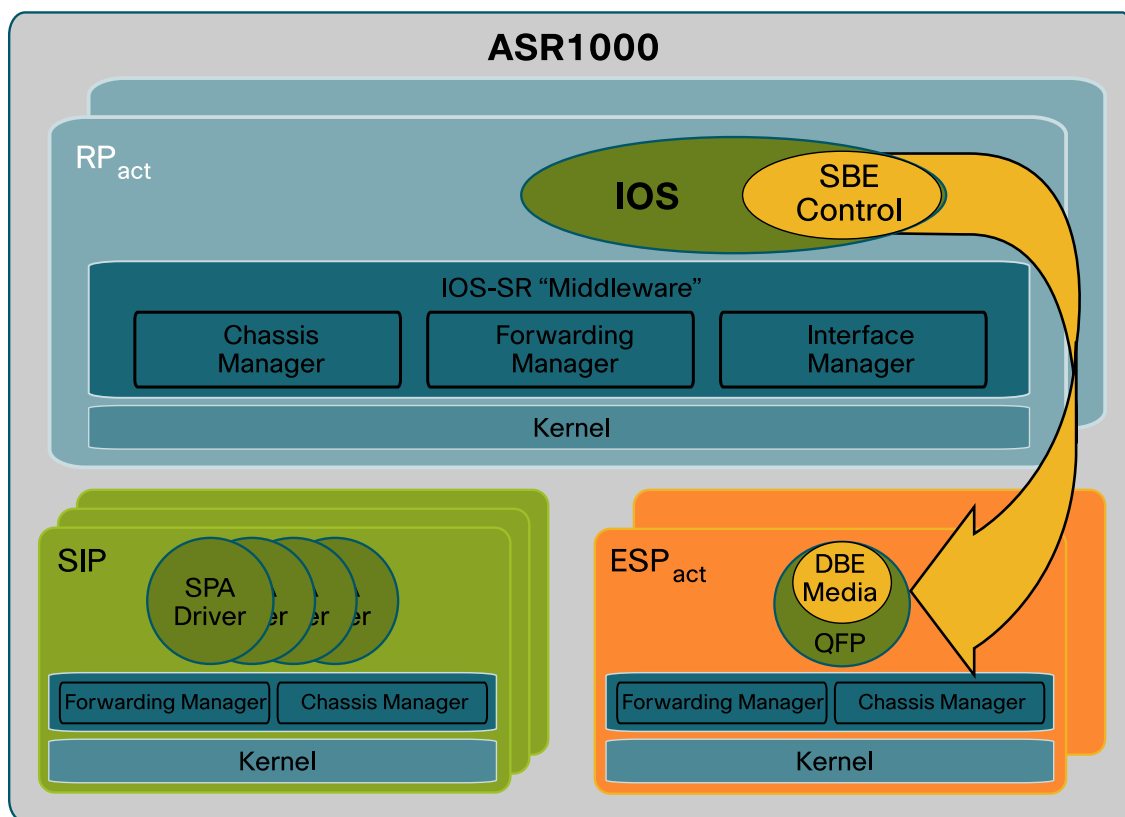 ASR1000
RPact
IOS
SBE
Control
IOS-SR “Middleware”
Chassis
Manager
Forwarding
Manager
Interface
Manager
Kernel
SIP
SPA
Driver
ESPact
DBE
Media
QFP
Forwarding Manager
Chassis Manager
Kernel
Forwarding Manager
Chassis Manager
Kernel